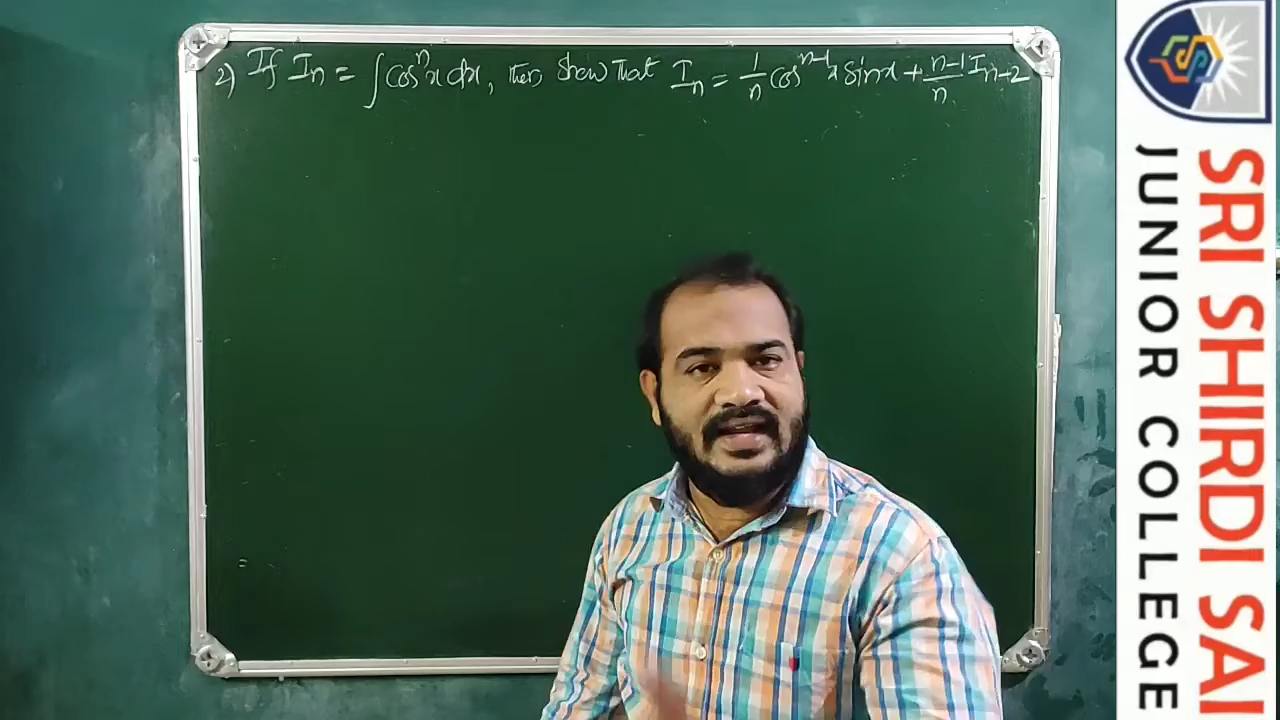 2) If Iₙ = ∫cosⁿx dx, then show that Iₙ = 1/n cosⁿ⁻¹x sinx + n-1/n Iₙ₋₂
SRI SHIRDI SAI
JUNIOR COLLEGE